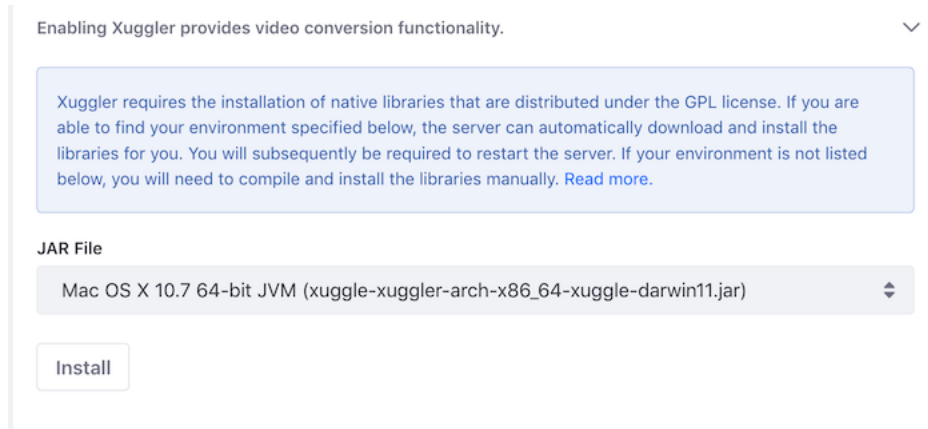 Enabling Xuggler provides video conversion functionality.
Xuggler requires the installation of native libraries that are distributed under the GPL license. If you are
able to find your environment specified below, the server can automatically download and install the
libraries for you. You will subsequently be required to restart the server. If your environment is not listed
below, you will need to compile and install the libraries manually. Read more.
JAR File
Mac OS X 10.7 64-bit JVM (xuggle-xuggler-arch-x86_64-xuggle-darwin11.jar)
Install